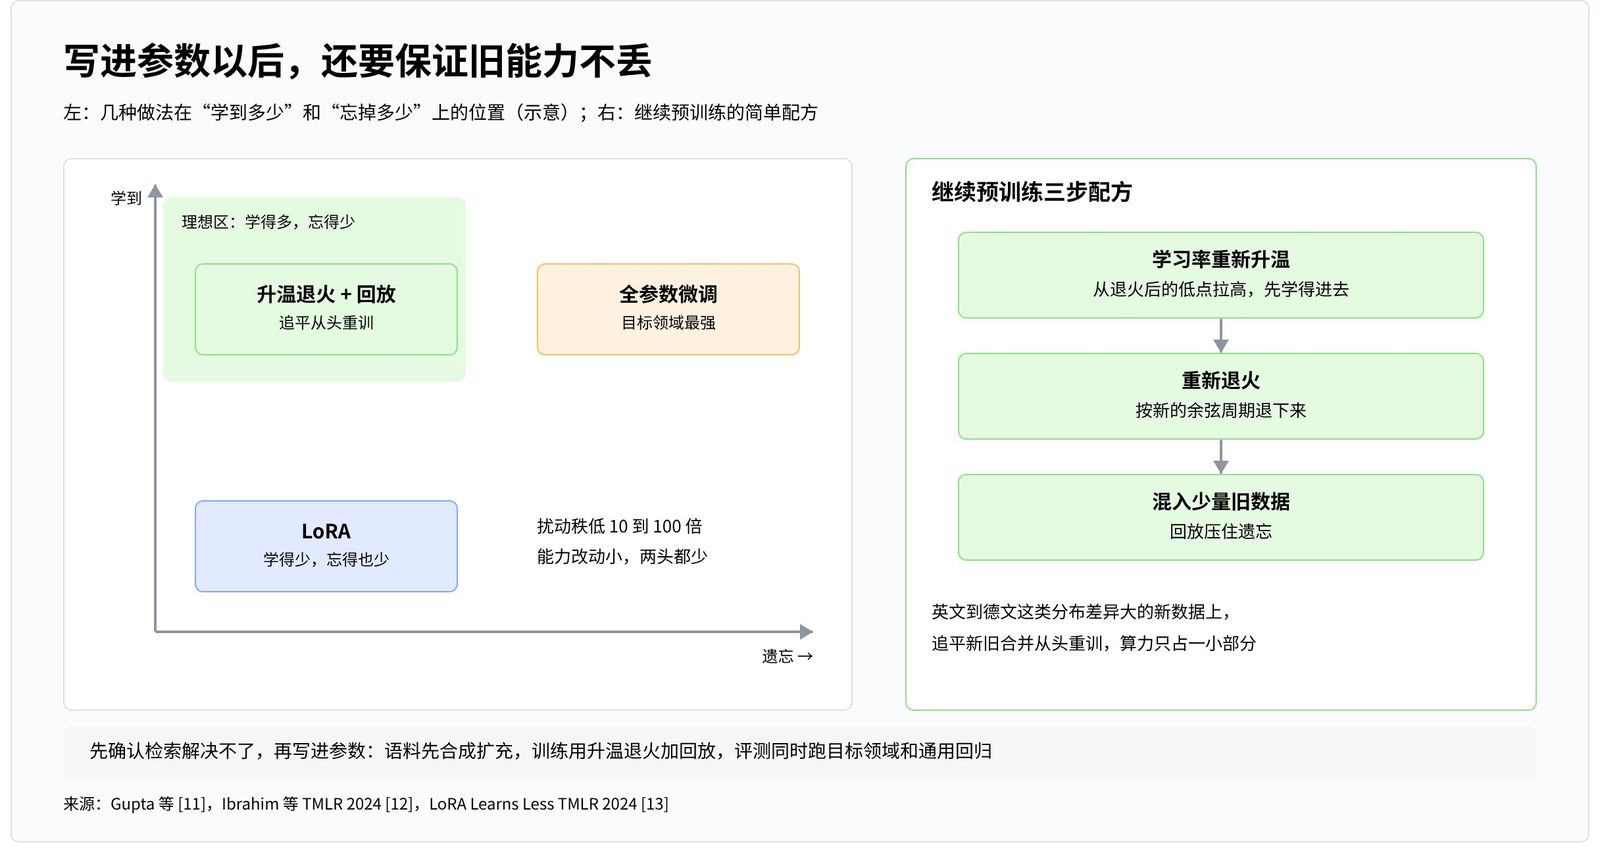 写进参数以后，还要保证旧能力不丢
左：几种做法在“学到多少”和“忘掉多少”上的位置（示意）；右：继续预训练的简单配方
学到
理想区：学得多，忘得少
升温退火 + 回放
追平从头重训
全参数微调
目标领域最强
LoRA
学得少，忘得也少
扰动秩低 10 到 100 倍
能力改动小，两头都少
遗忘 →
继续预训练三步配方
学习率重新升温
从退火后的低点拉高，先学得进去
重新退火
按新的余弦周期退下来
混入少量旧数据
回放压住遗忘
英文到德文这类分布差异大的新数据上，
追平新旧合并从头重训，算力只占一小部分
先确认检索解决不了，再写进参数：语料先合成扩充，训练用升温退火加回放，评测同时跑目标领域和通用回归
来源：Gupta 等 [11]，Ibrahim 等 TMLR 2024 [12]，LoRA Learns Less TMLR 2024 [13]